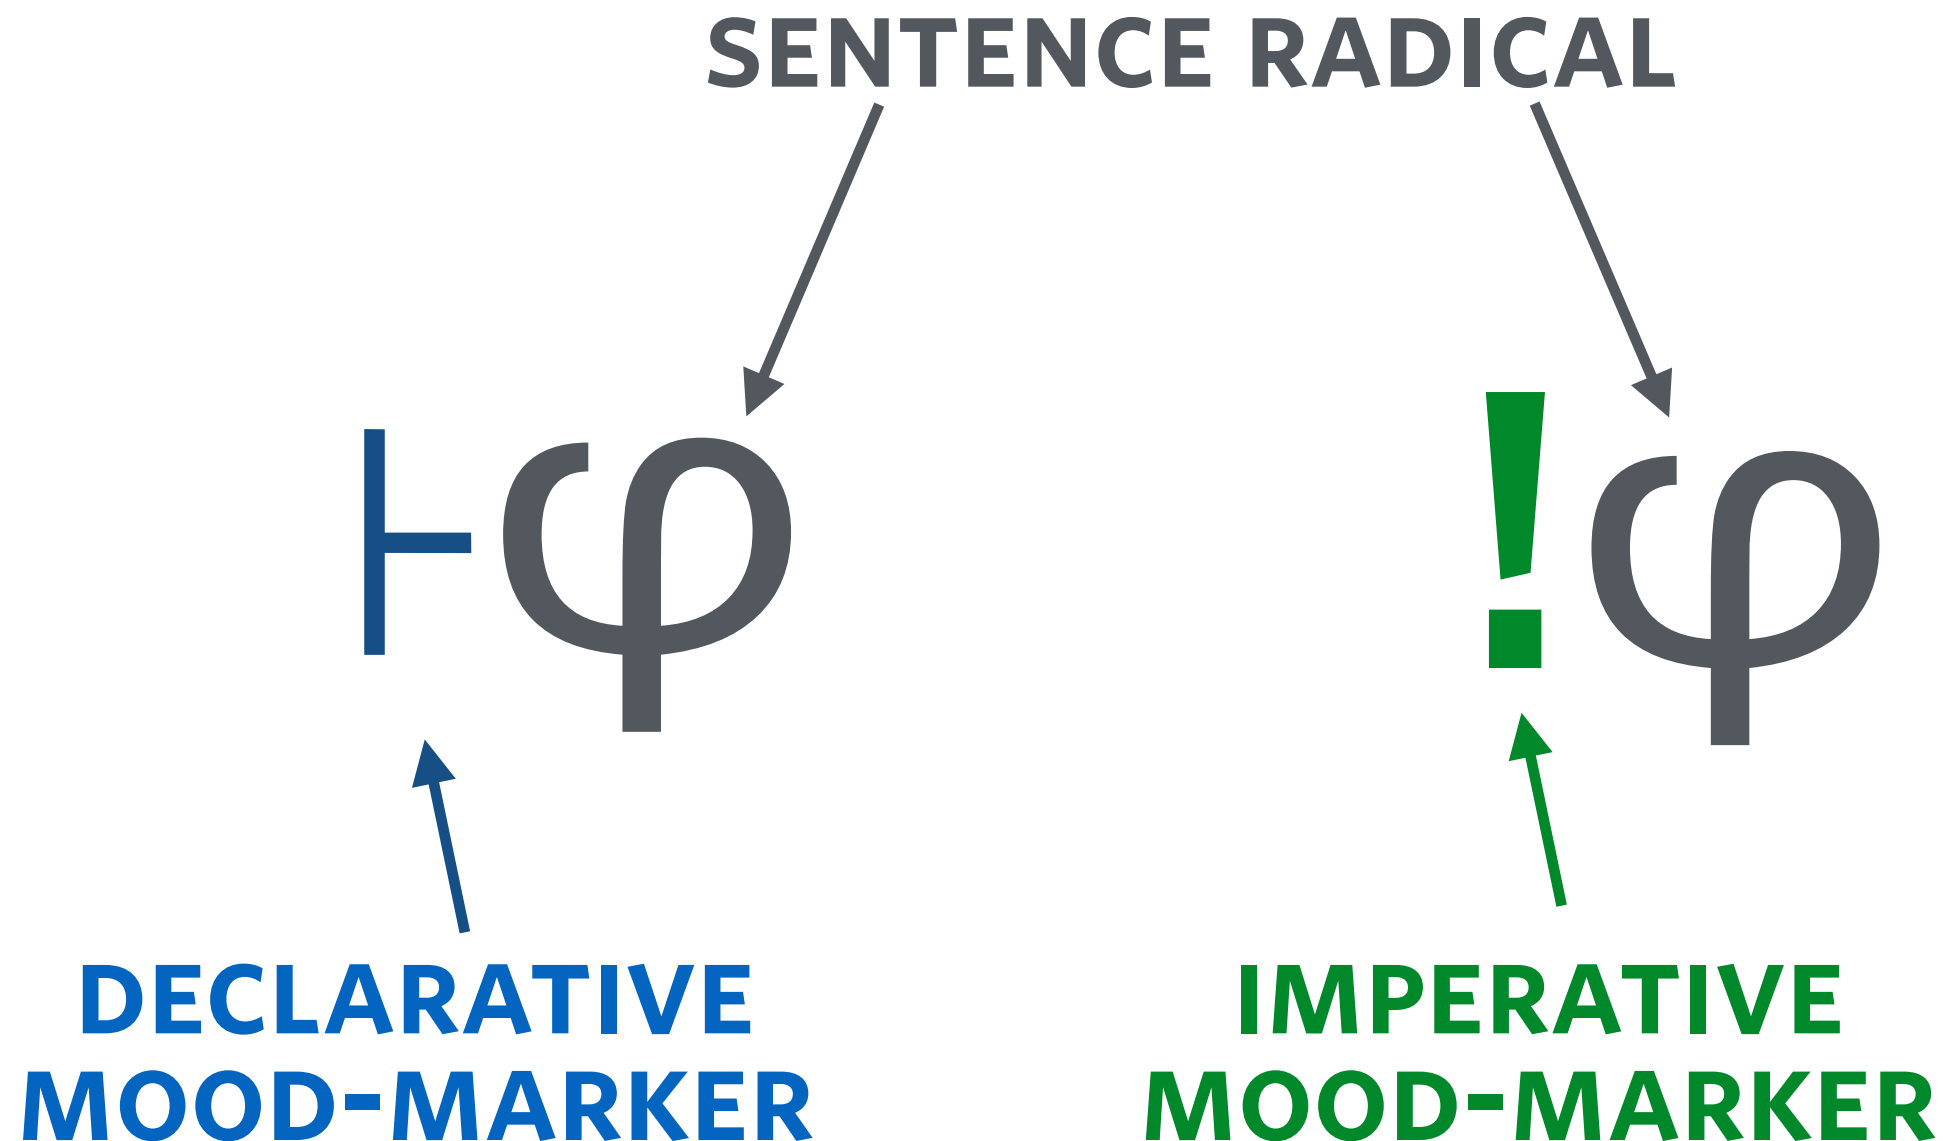 SENTENCE RADICAL
⊢φ
!φ
DECLARATIVE
MOOD-MARKER
IMPERATIVE
MOOD-MARKER